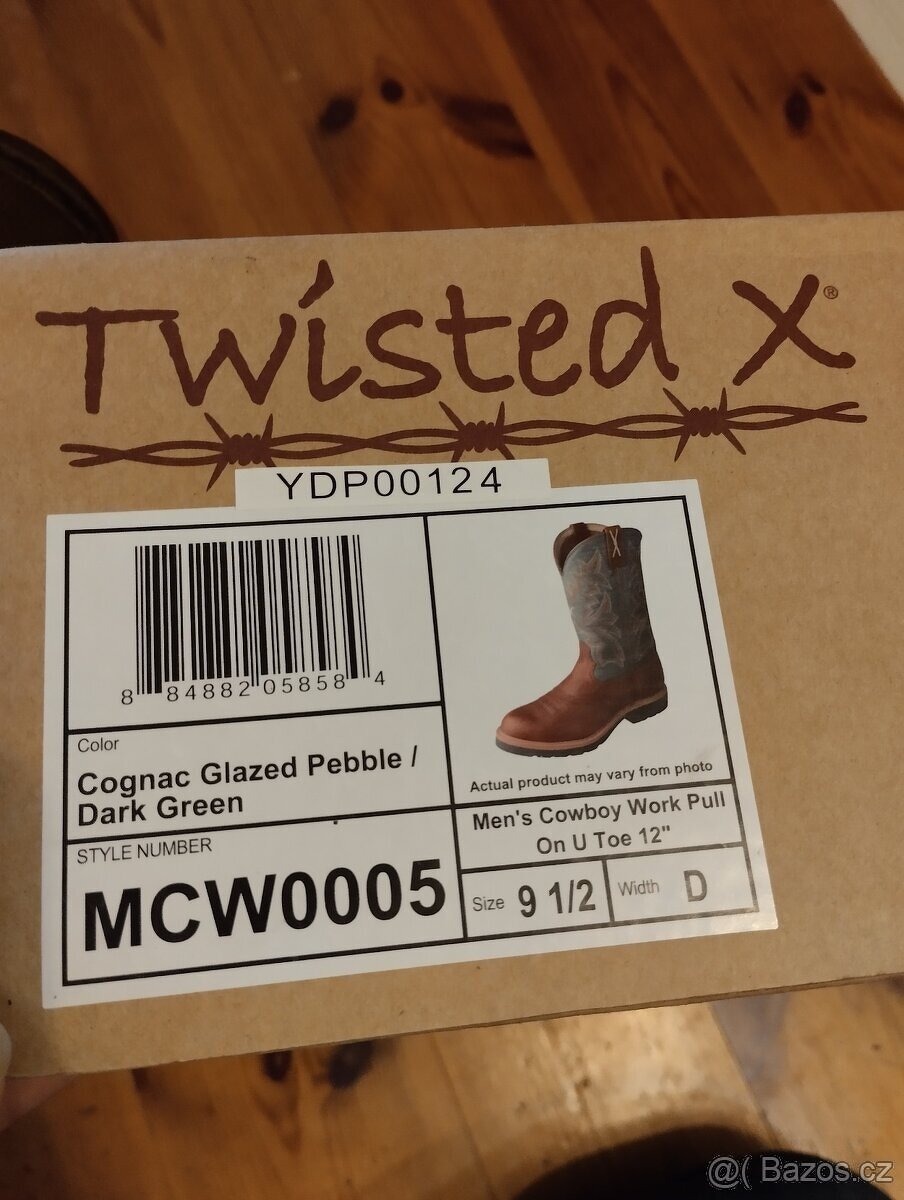 Twisted X®
YDP00124
8 84882 05858 4
Actual product may vary from photo
Color
Cognac Glazed Pebble /
Dark Green
Men's Cowboy Work Pull
On U Toe 12"
STYLE NUMBER
MCW0005
Size 9 1/2 Width D
@( Bazos.cz